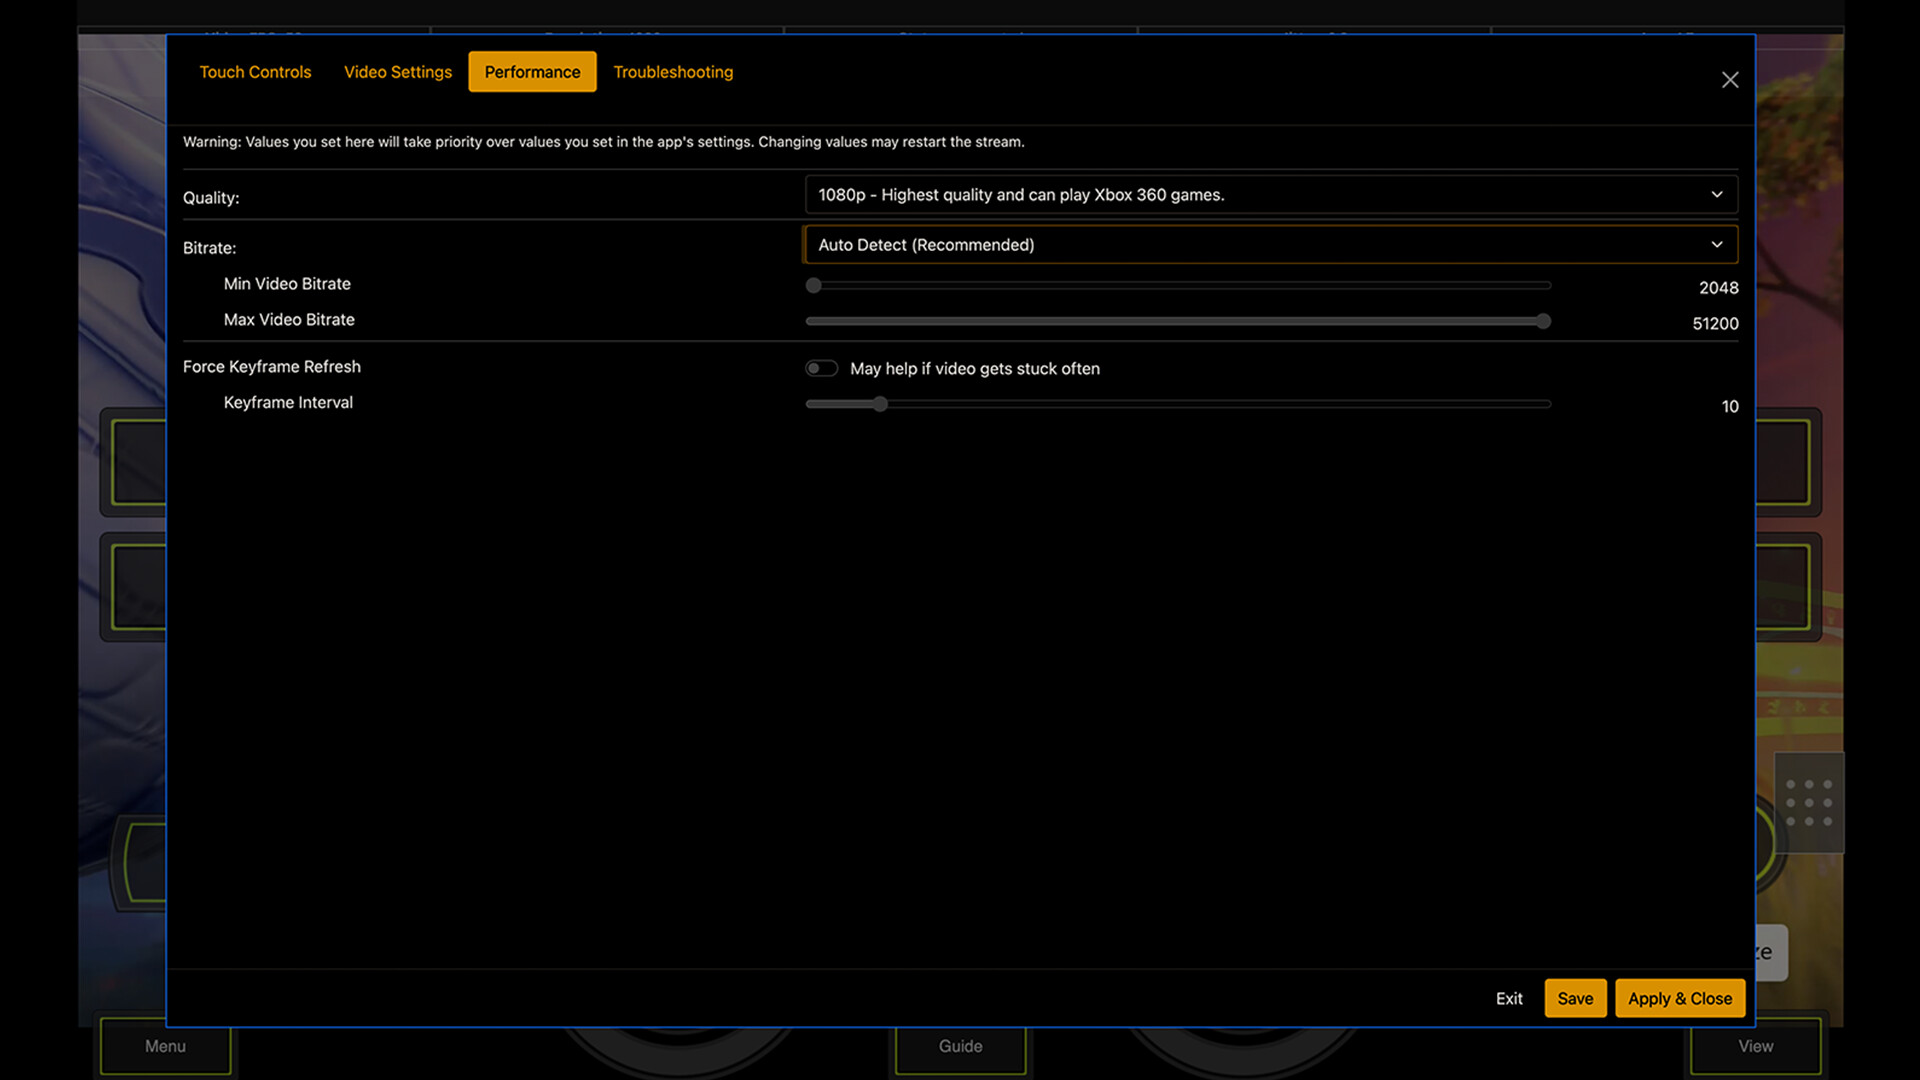 Touch Controls Video Settings Performance Troubleshooting
Warning: Values you set here will take priority over values you set in the app's settings. Changing values may restart the stream.
Quality: 1080p - Highest quality and can play Xbox 360 games.
Bitrate: Auto Detect (Recommended)
Min Video Bitrate 2048
Max Video Bitrate 51200
Force Keyframe Refresh May help if video gets stuck often
Keyframe Interval 10
Exit Save Apply & Close
Menu Guide View